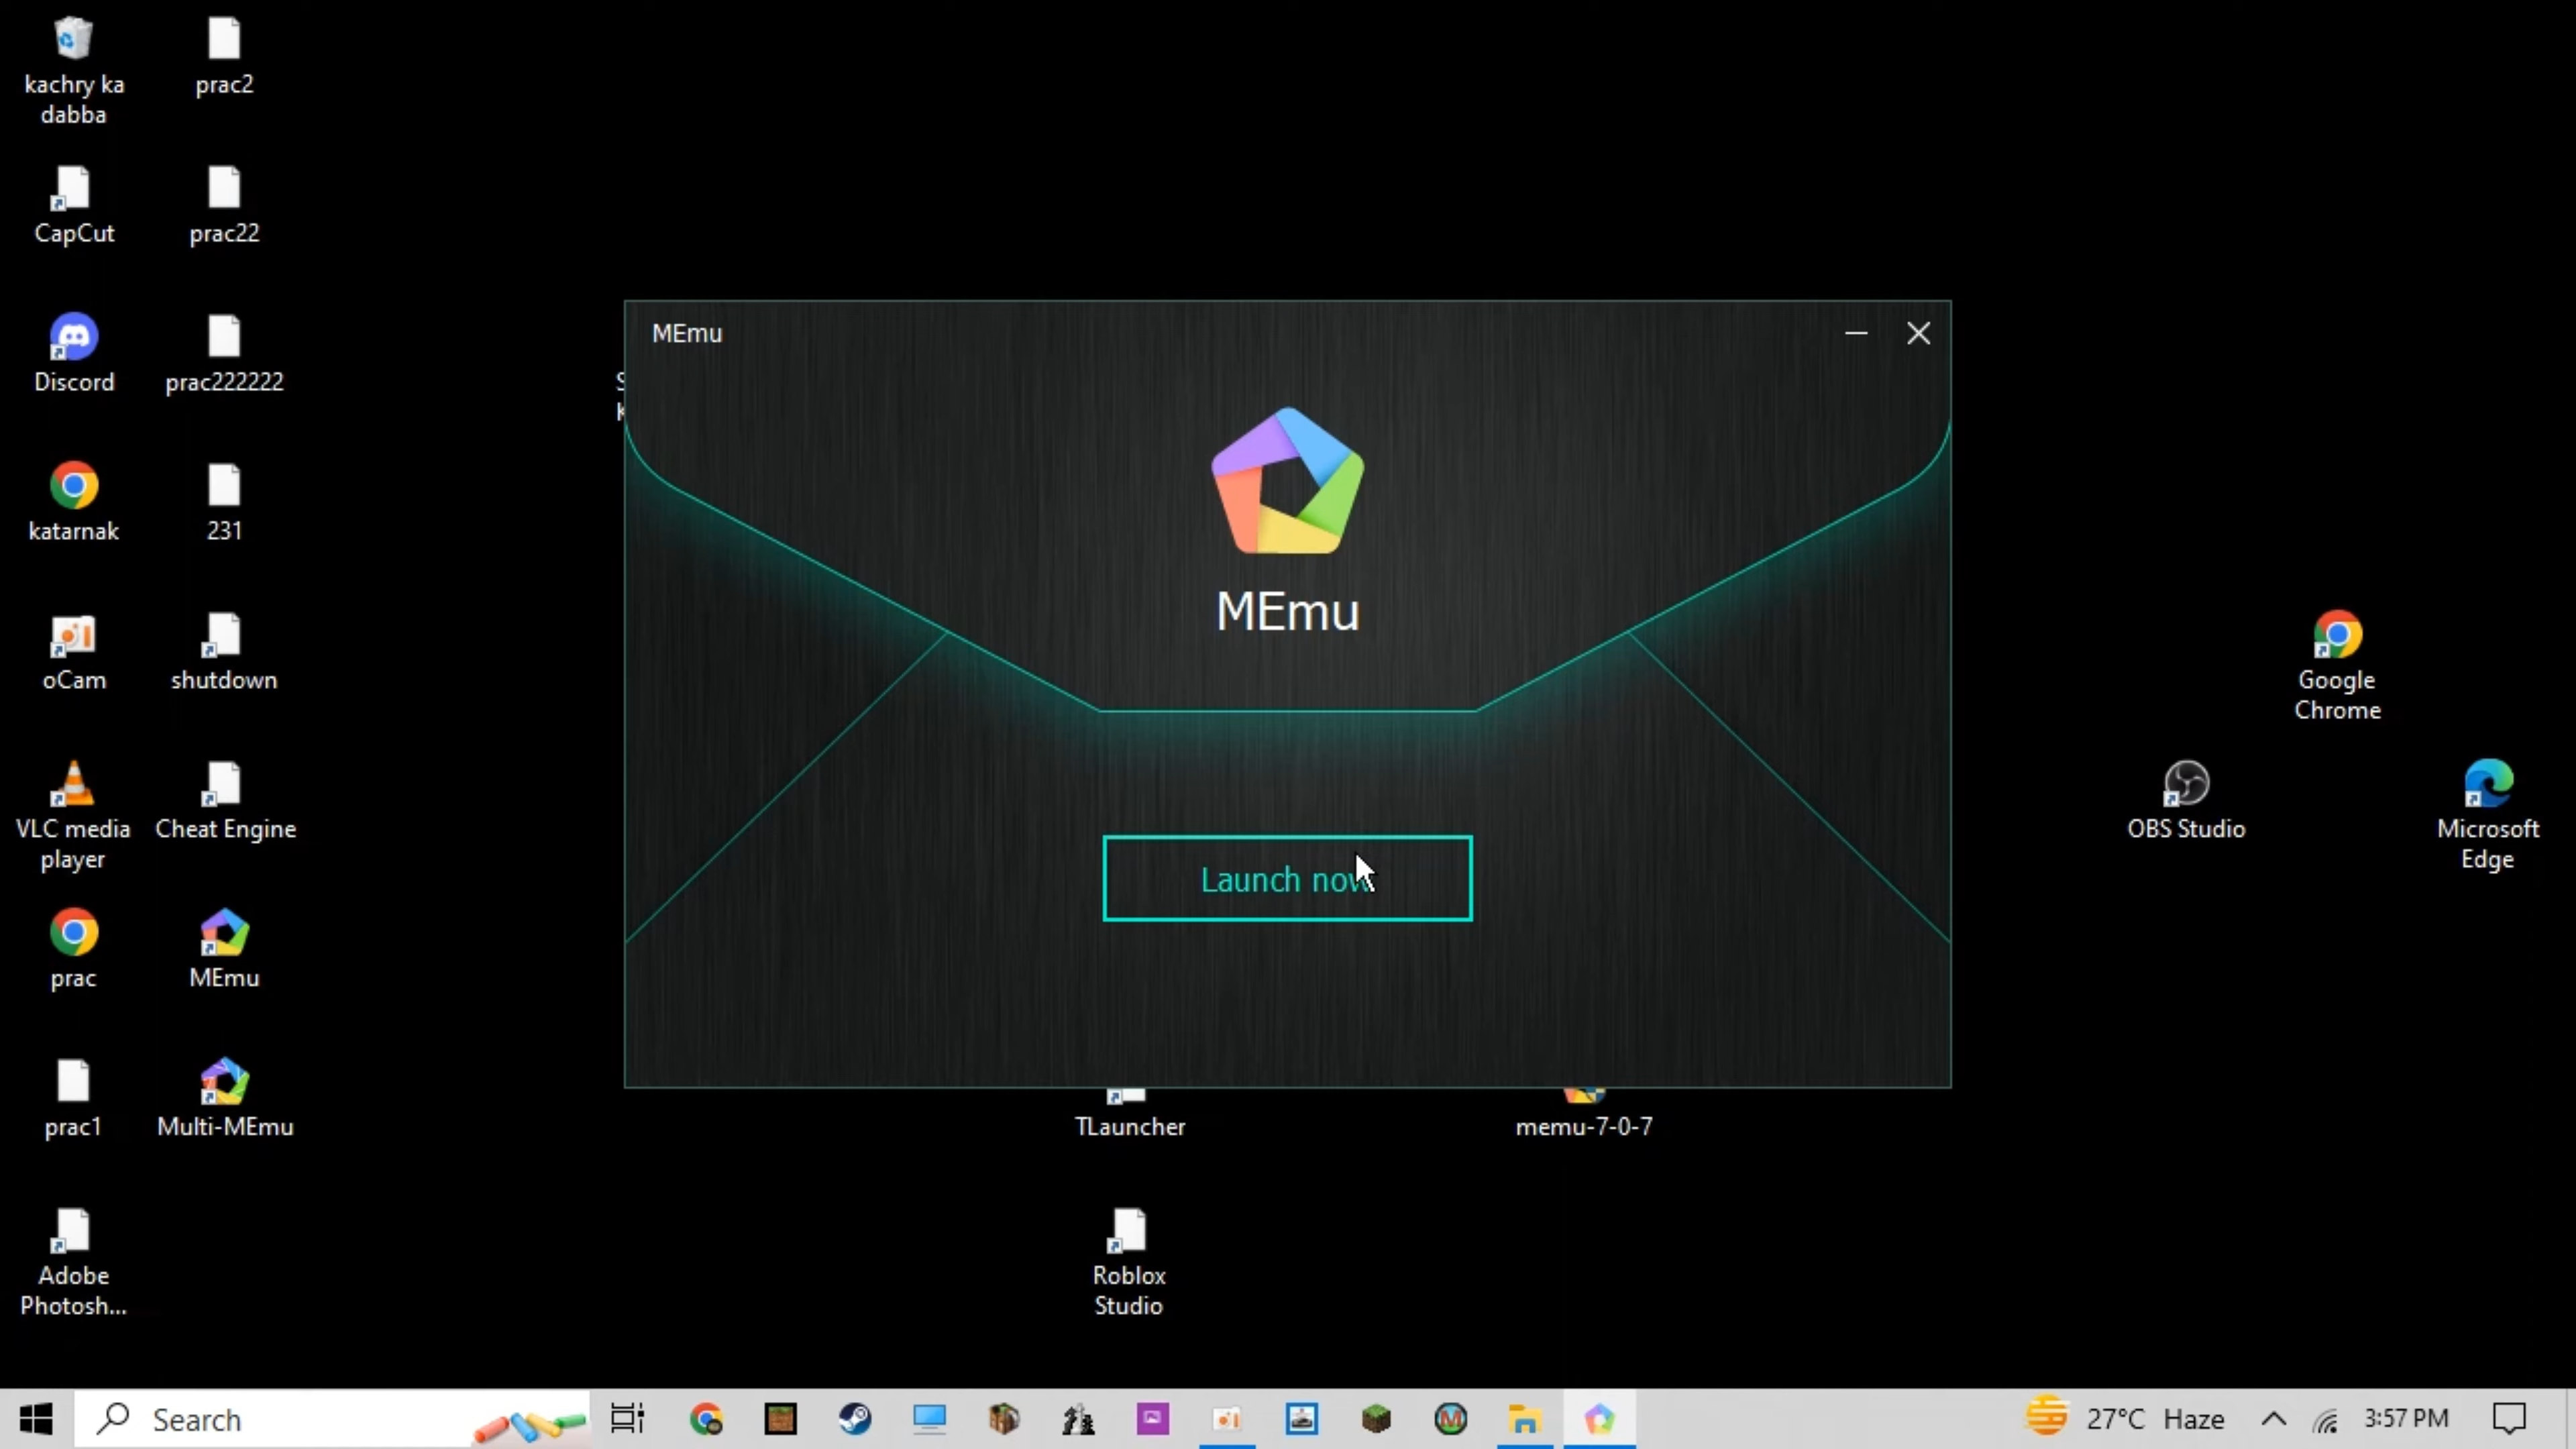 kachry ka
dabba
prac2
CapCut
prac22
Discord
prac222222
katarnak
231
oCam
shutdown
VLC media
player
Cheat Engine
prac
MEmu
prac1
Multi-MEmu
Adobe
Photosh...
MEmu
MEmu
Launch now
TLauncher
memu-7-0-7
Roblox
Studio
Google
Chrome
OBS Studio
Microsoft
Edge
Search
27°C Haze
3:57 PM